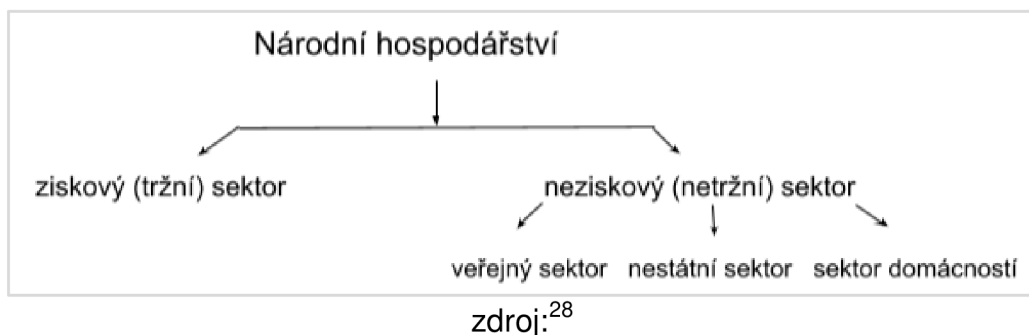 Národní hospodářství
ziskový (tržní) sektor neziskový (netržní) sektor
veřejný sektor nestátní sektor sektor domácností
zdroj:28